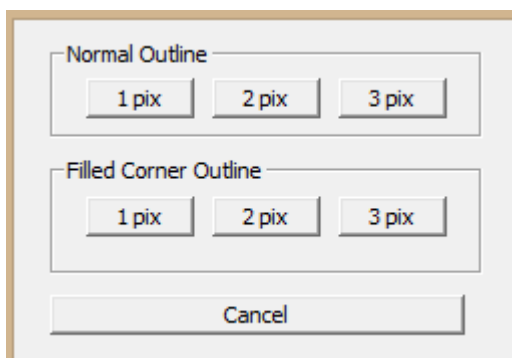 Normal Outline
1 pix 2 pix 3 pix
Filled Corner Outline
1 pix 2 pix 3 pix
Cancel